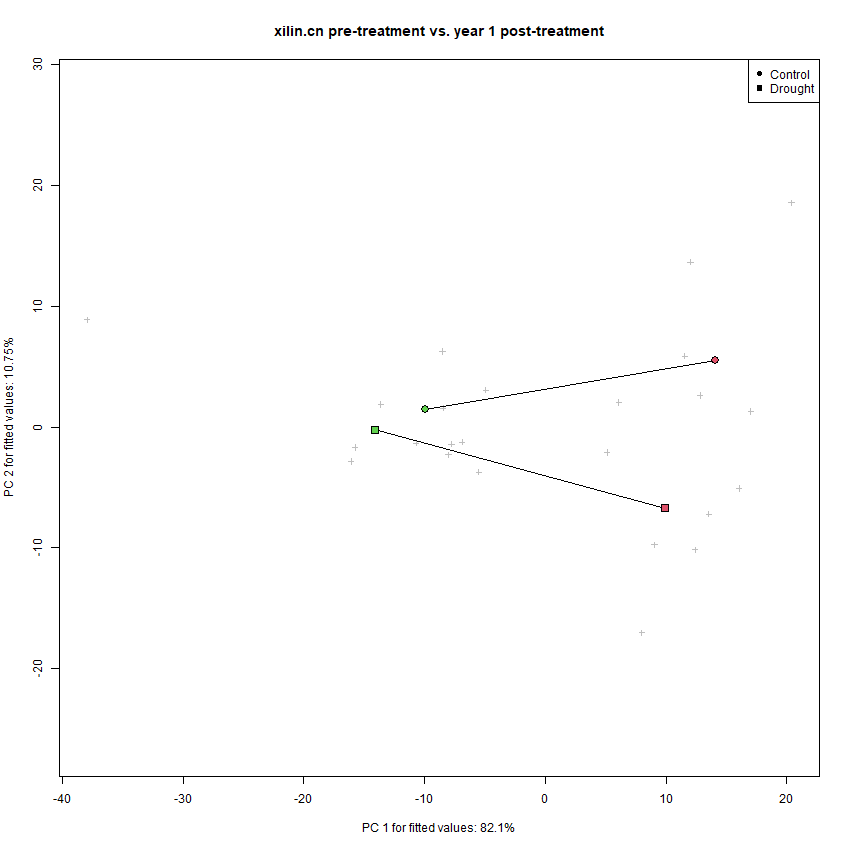 xilin.cn pre-treatment vs. year 1 post-treatment
Control
Drought
30
20
10
0
-10
-20
PC 2 for fitted values: 10.75%
-40
-30
-20
-10
0
10
20
PC 1 for fitted values: 82.1%